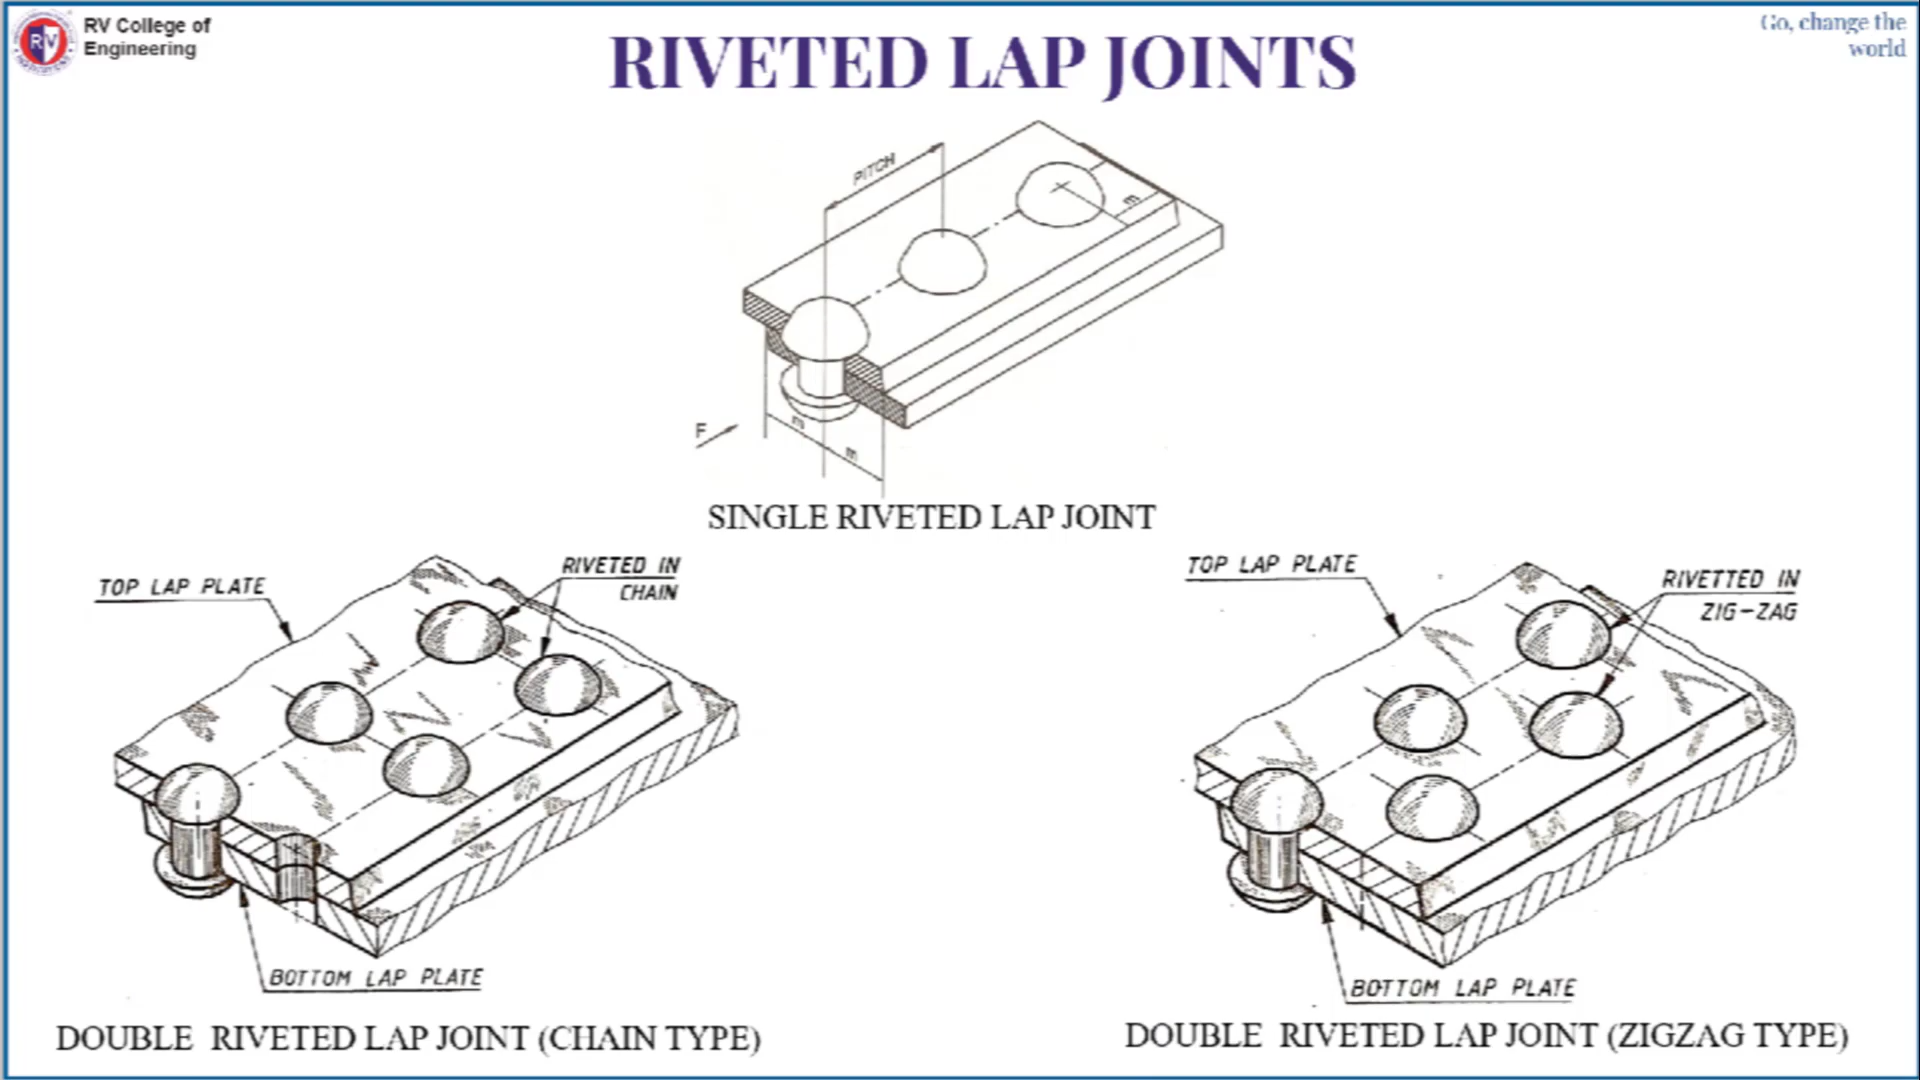 RV College of
Engineering
Go, change the
world
RIVETED LAP JOINTS
PITCH
m
F
m
m
SINGLE RIVETED LAP JOINT
TOP LAP PLATE
RIVETED IN
CHAIN
BOTTOM LAP PLATE
DOUBLE RIVETED LAP JOINT (CHAIN TYPE)
TOP LAP PLATE
RIVETTED IN
ZIG-ZAG
BOTTOM LAP PLATE
DOUBLE RIVETED LAP JOINT (ZIGZAG TYPE)
RV